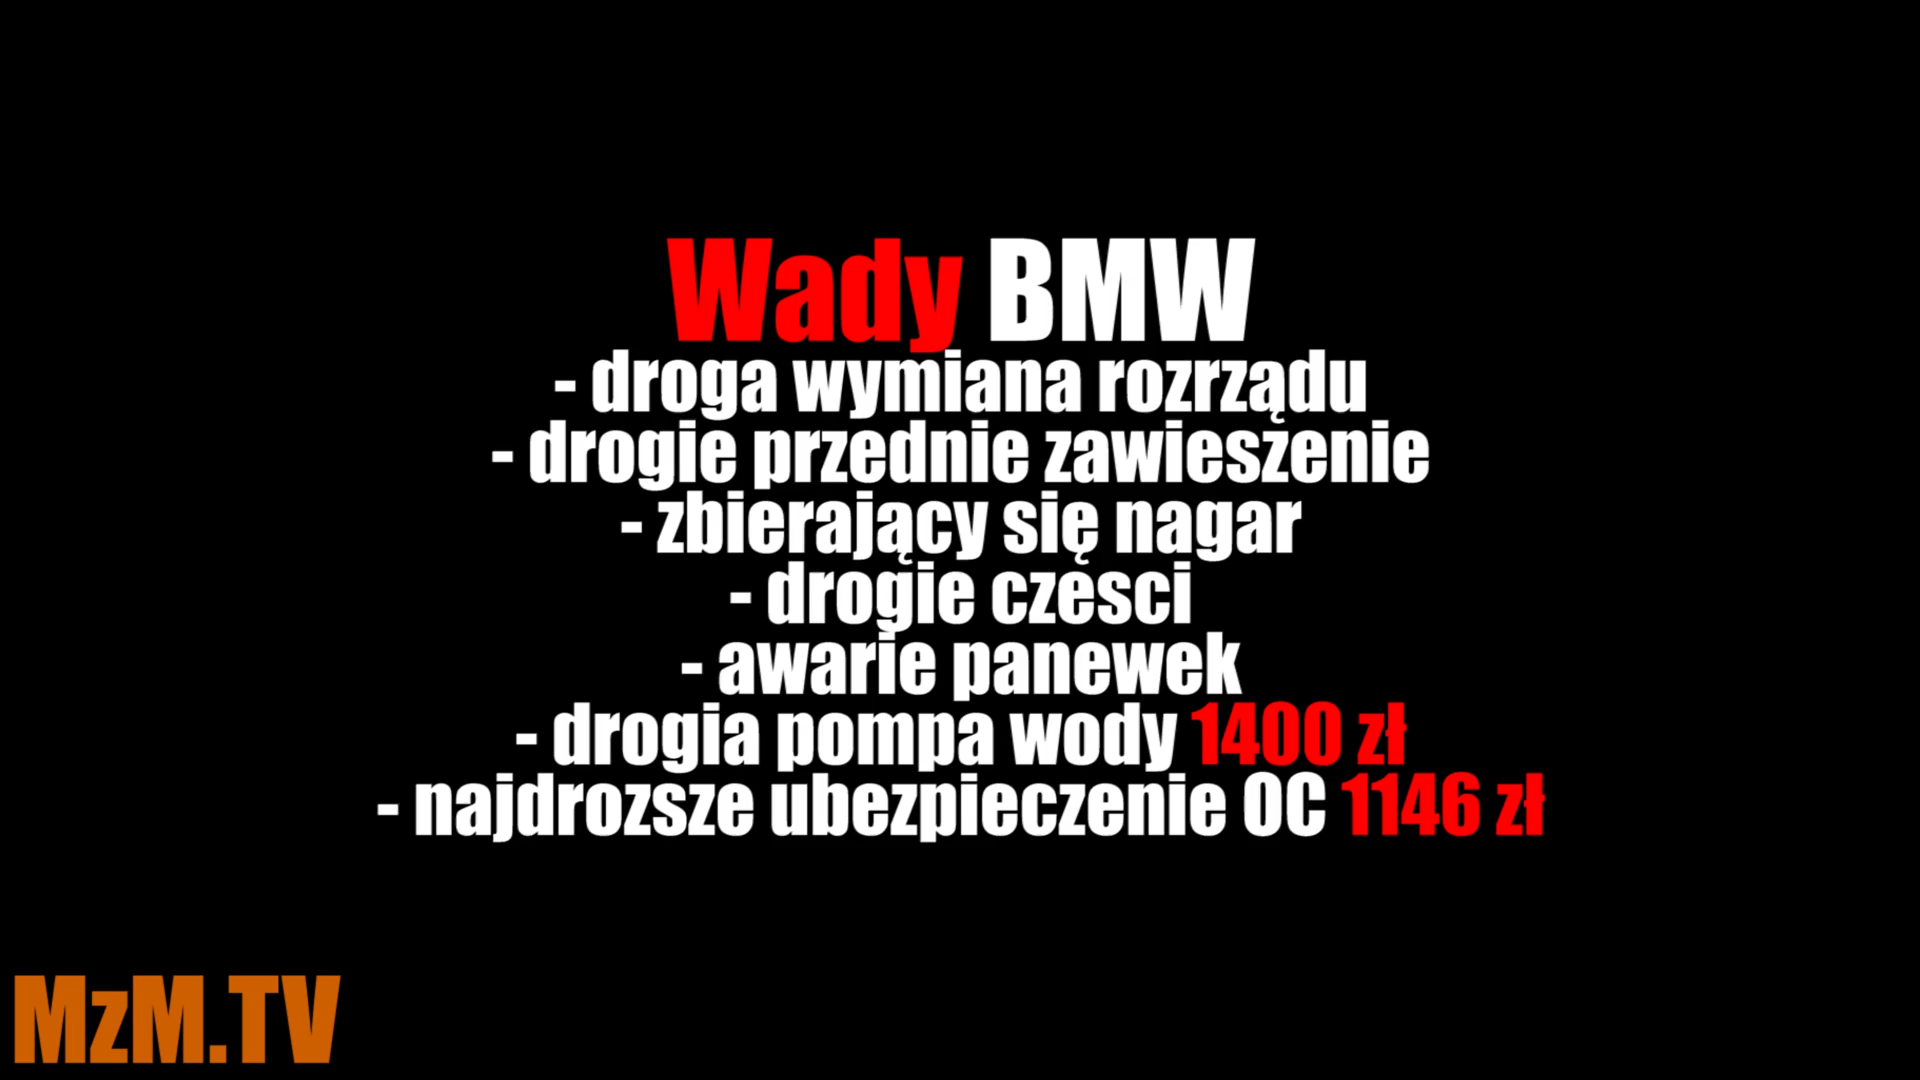 Wady BMW
- droga wymiana rozrządu
- drogie przednie zawieszenie
- zbierający się nagar
- drogie czesci
- awarie panewek
- drogia pompa wody 1400 zł
- najdrozsze ubezpieczenie OC 1146 zł
MzM.TV